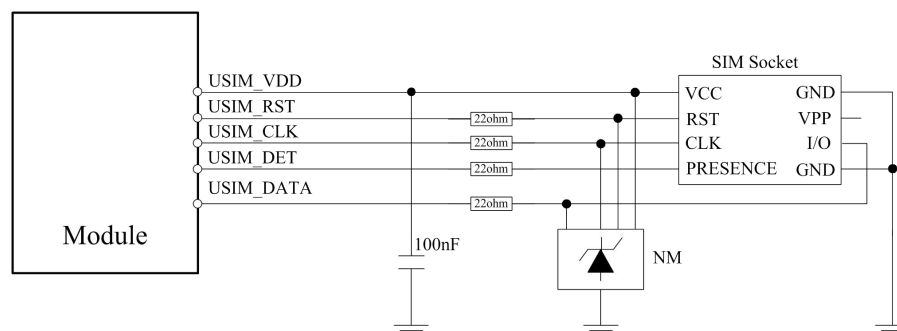 SIM Socket
USIM_VDD
VCC
GND
USIM_RST
22ohm
RST
VPP
USIM_CLK
22ohm
CLK
I/O
USIM_DET
22ohm
PRESENCE
GND
USIM_DATA
22ohm
Module
100nF
NM